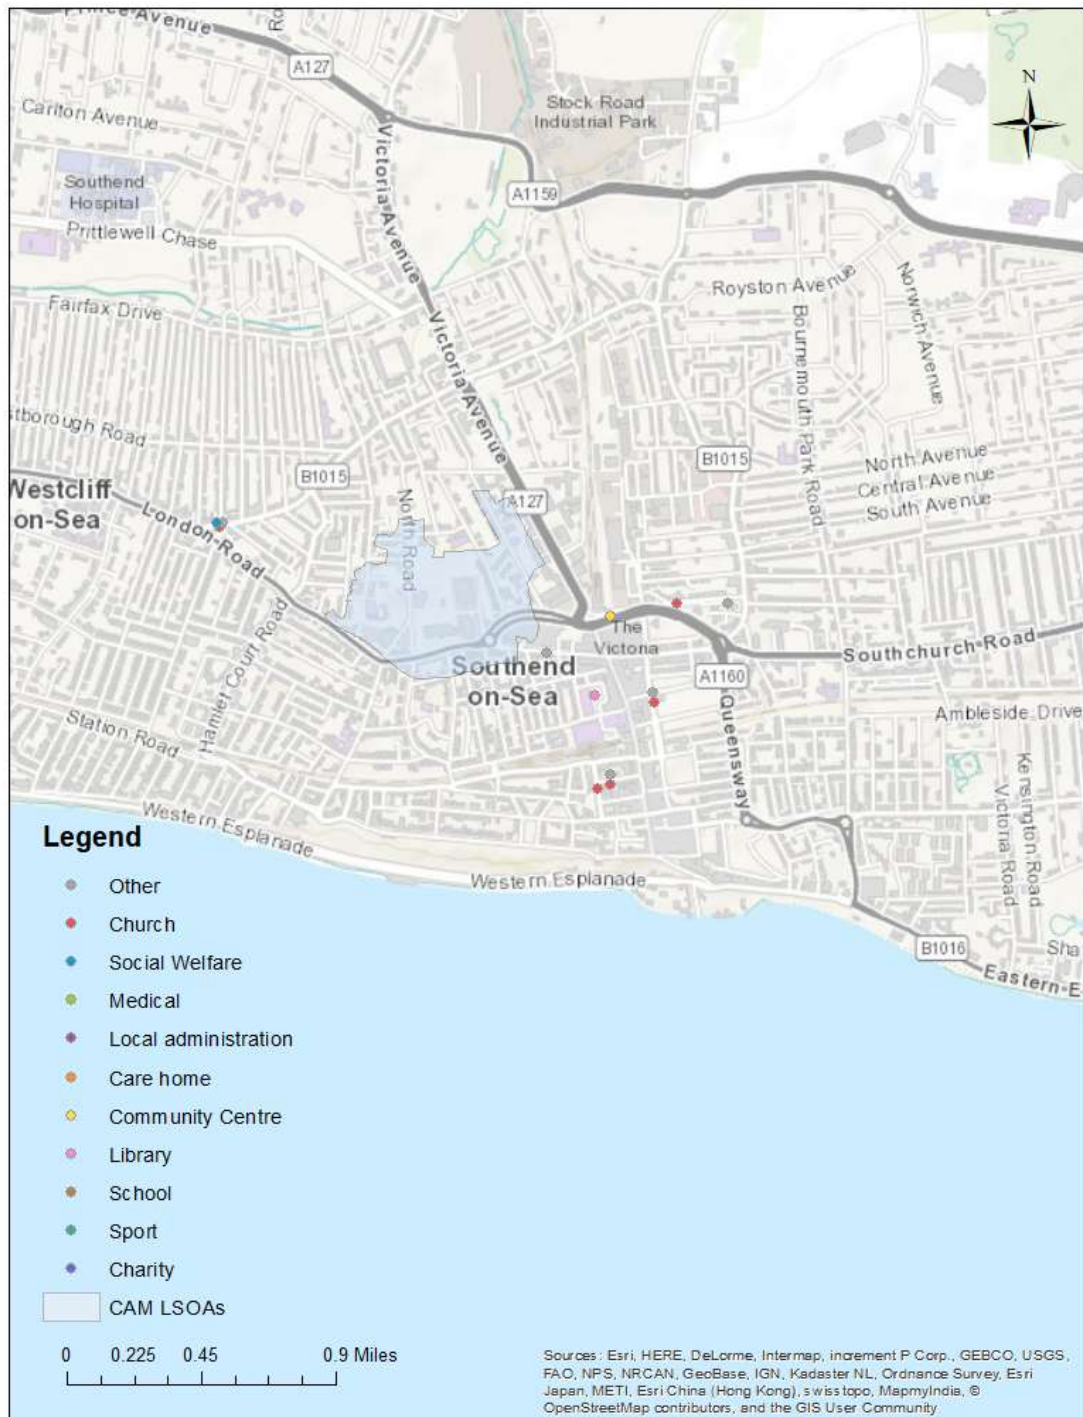 Prince Avenue
A127
N
Carlton Avenue
Stock Road
Industrial Park
Victoria Avenue
Southend
Hospital
A1159
Prittlewell Chase
Royston Avenue
Norwich Avenue
Fairfax Drive
Bournemouth Park Road
Victoria Avenue
stborough Road
B1015
B1015
North Avenue
Central Avenue
South Avenue
Westcliff
on-Sea
London Road
North Road
A127
Hamlet Court Road
The
Victoria
Southchurch Road
Southend
on-Sea
A1160
Queensway
Station Road
Ambleside Drive
Kensington Road
Victoria Road
Western Esplanade
Western Esplanade
B1016
Sha
Eastern E
Legend
Other
Church
Social Welfare
Medical
Local administration
Care home
Community Centre
Library
School
Sport
Charity
CAM LSOAs
0 0.225 0.45 0.9 Miles
Sources: Esri, HERE, DeLorme, Intermap, increment P Corp., GEBCO, USGS,
FAO, NPS, NRCAN, GeoBase, IGN, Kadaster NL, Ordnance Survey, Esri
Japan, METI, Esri China (Hong Kong), swisstopo, MapmyIndia, ©
OpenStreetMap contributors, and the GIS User Community